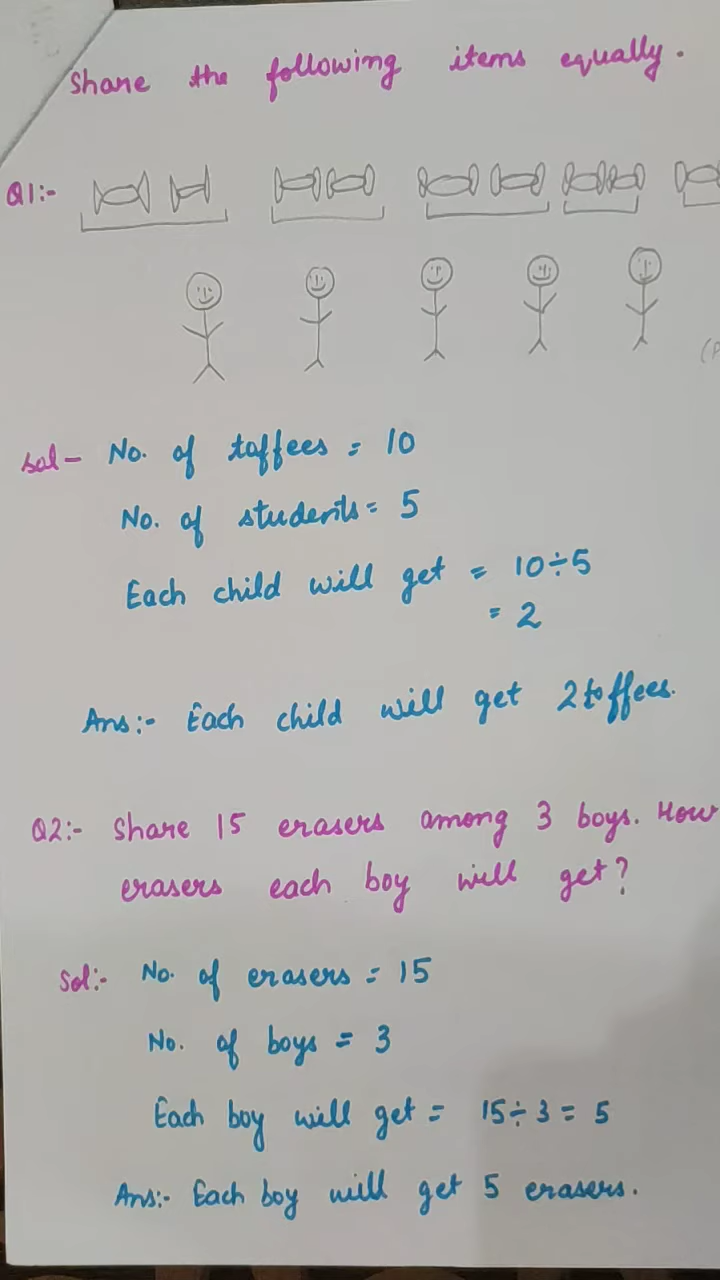 Share the following items equally.
Q1:-
Sol- No. of toffees = 10
No. of students = 5
Each child will get = 10÷5
= 2
Ans:- Each child will get 2 toffees.
Q2:- Share 15 erasers among 3 boys. How
erasers each boy will get?
Sol:- No. of erasers = 15
No. of boys = 3
Each boy will get = 15÷3 = 5
Ans:- Each boy will get 5 erasers.